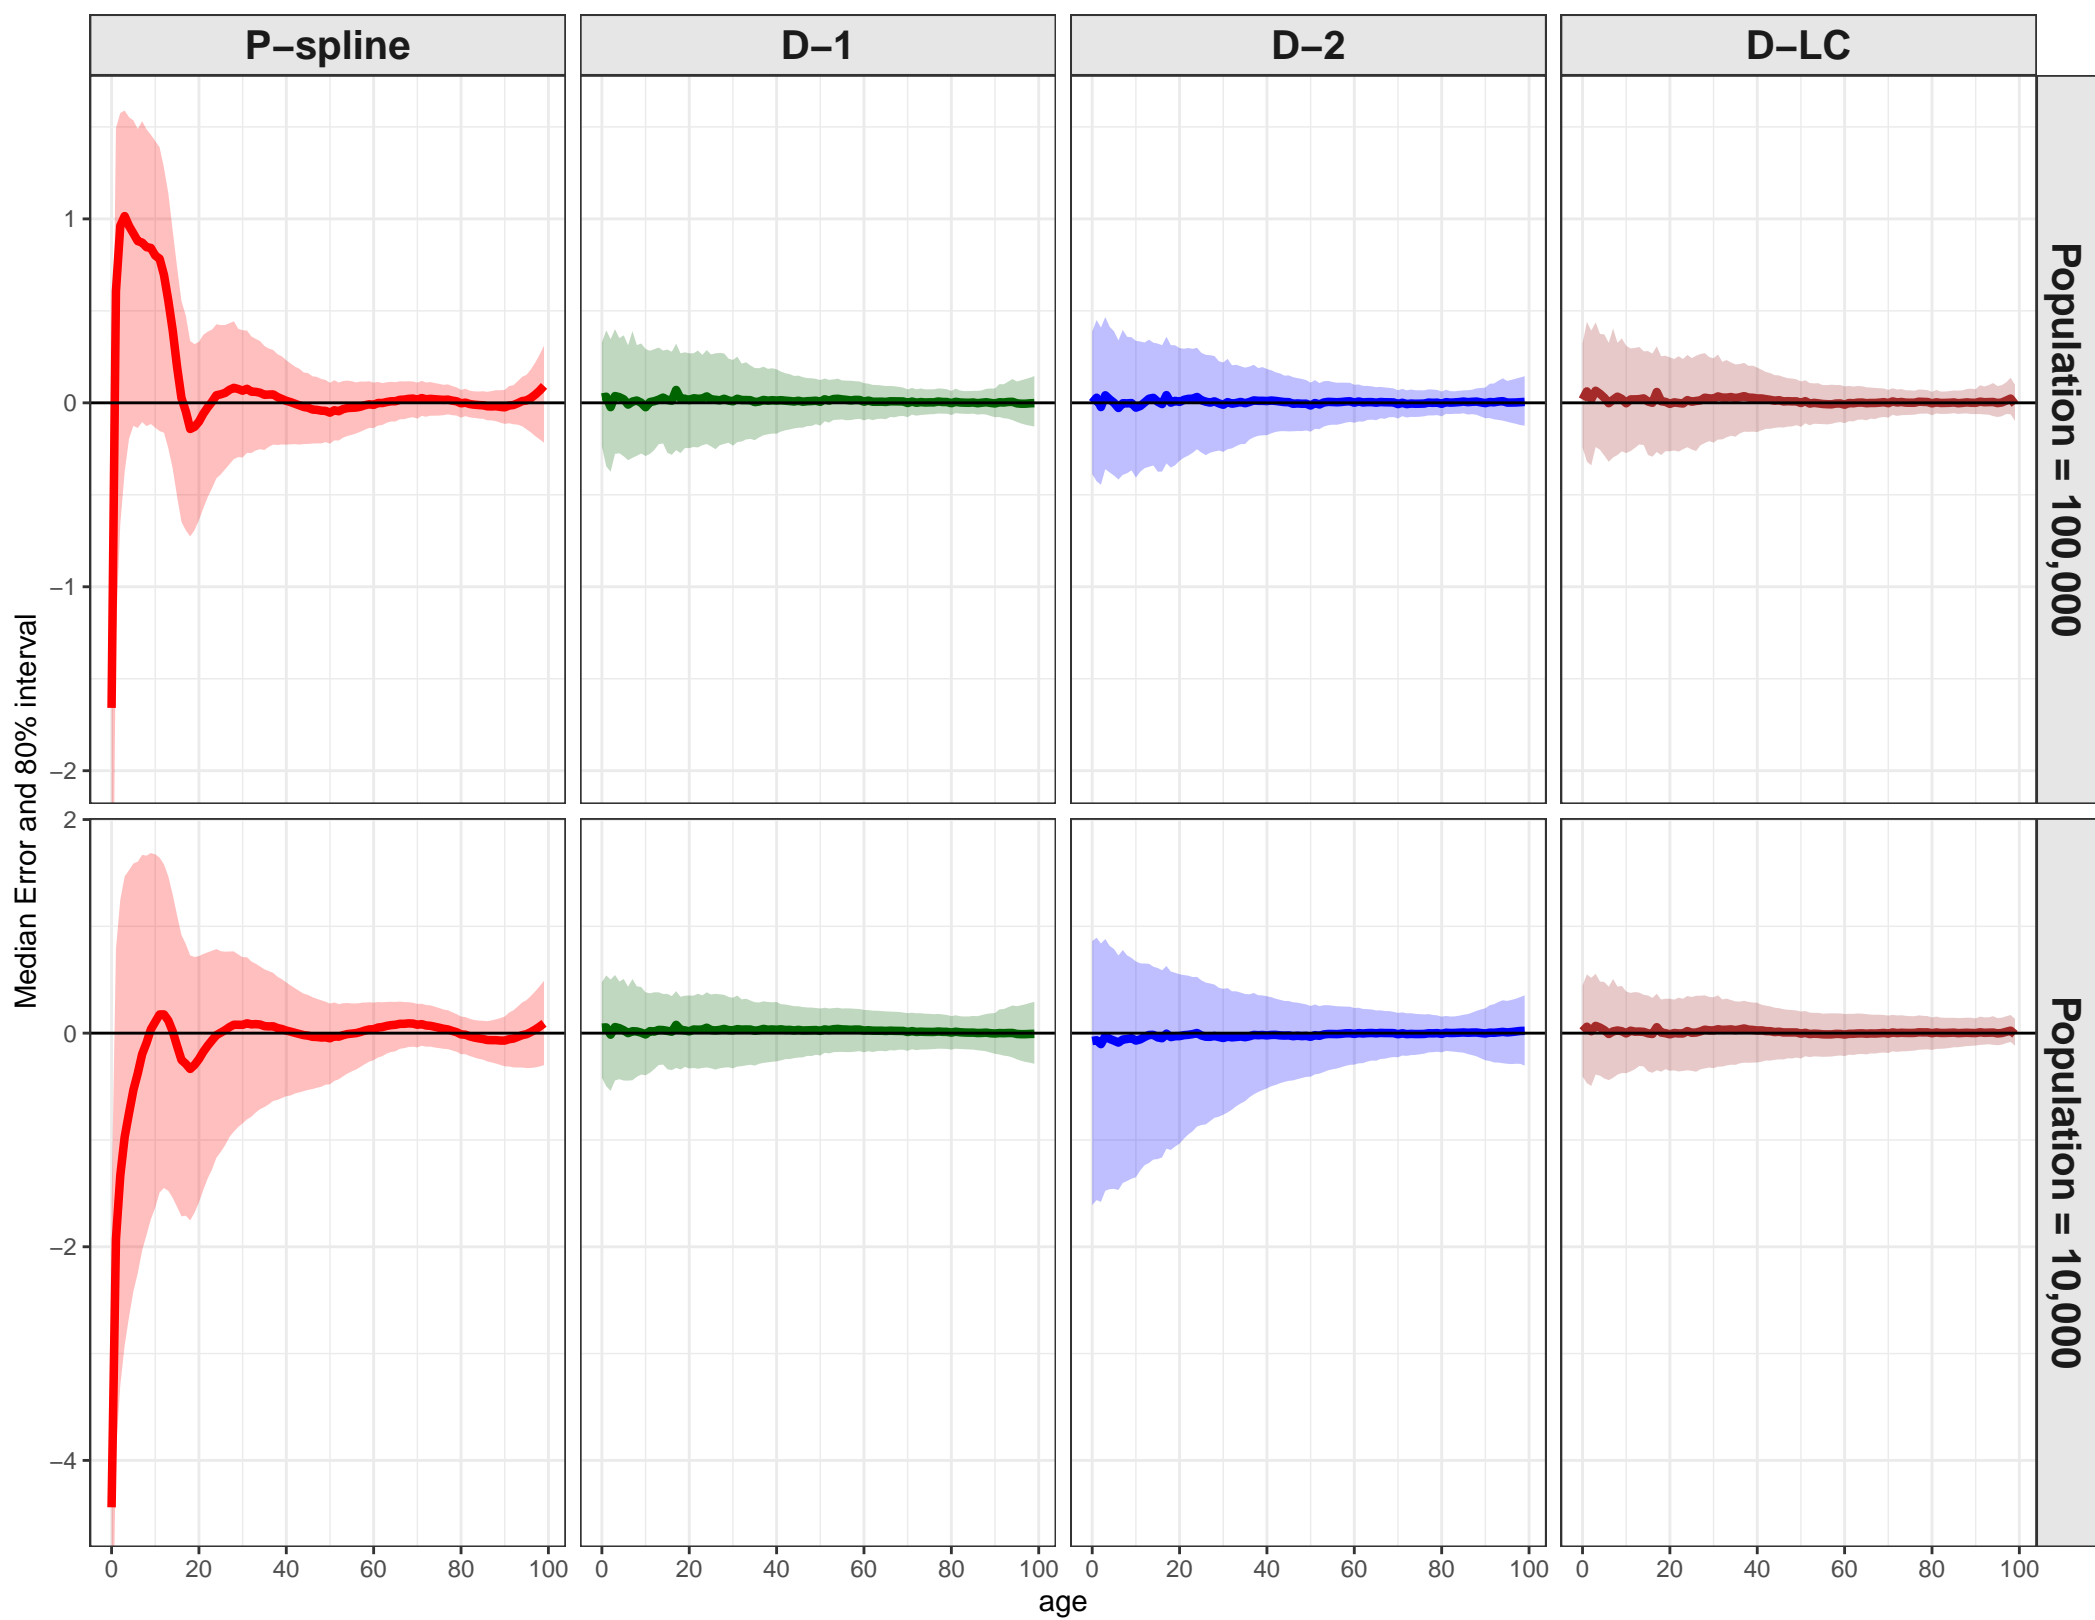 P–spline
D–1
D–2
D–LC
Population = 100,000
Population = 10,000
Median Error and 80% interval
1
0
−1
−2
2
0
−2
−4
0 20 40 60 80 100
0 20 40 60 80 100
0 20 40 60 80 100
0 20 40 60 80 100
age